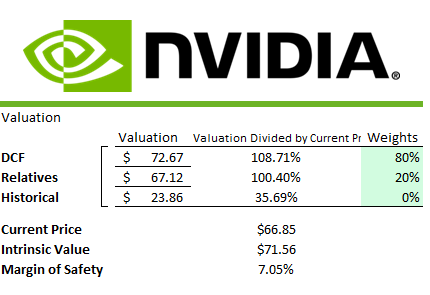 NVIDIA.
Valuation
Valuation Valuation Divided by Current Pr Weights
DCF $ 72.67 108.71% 80%
Relatives $ 67.12 100.40% 20%
Historical $ 23.86 35.69% 0%
Current Price $66.85
Intrinsic Value $71.56
Margin of Safety 7.05%